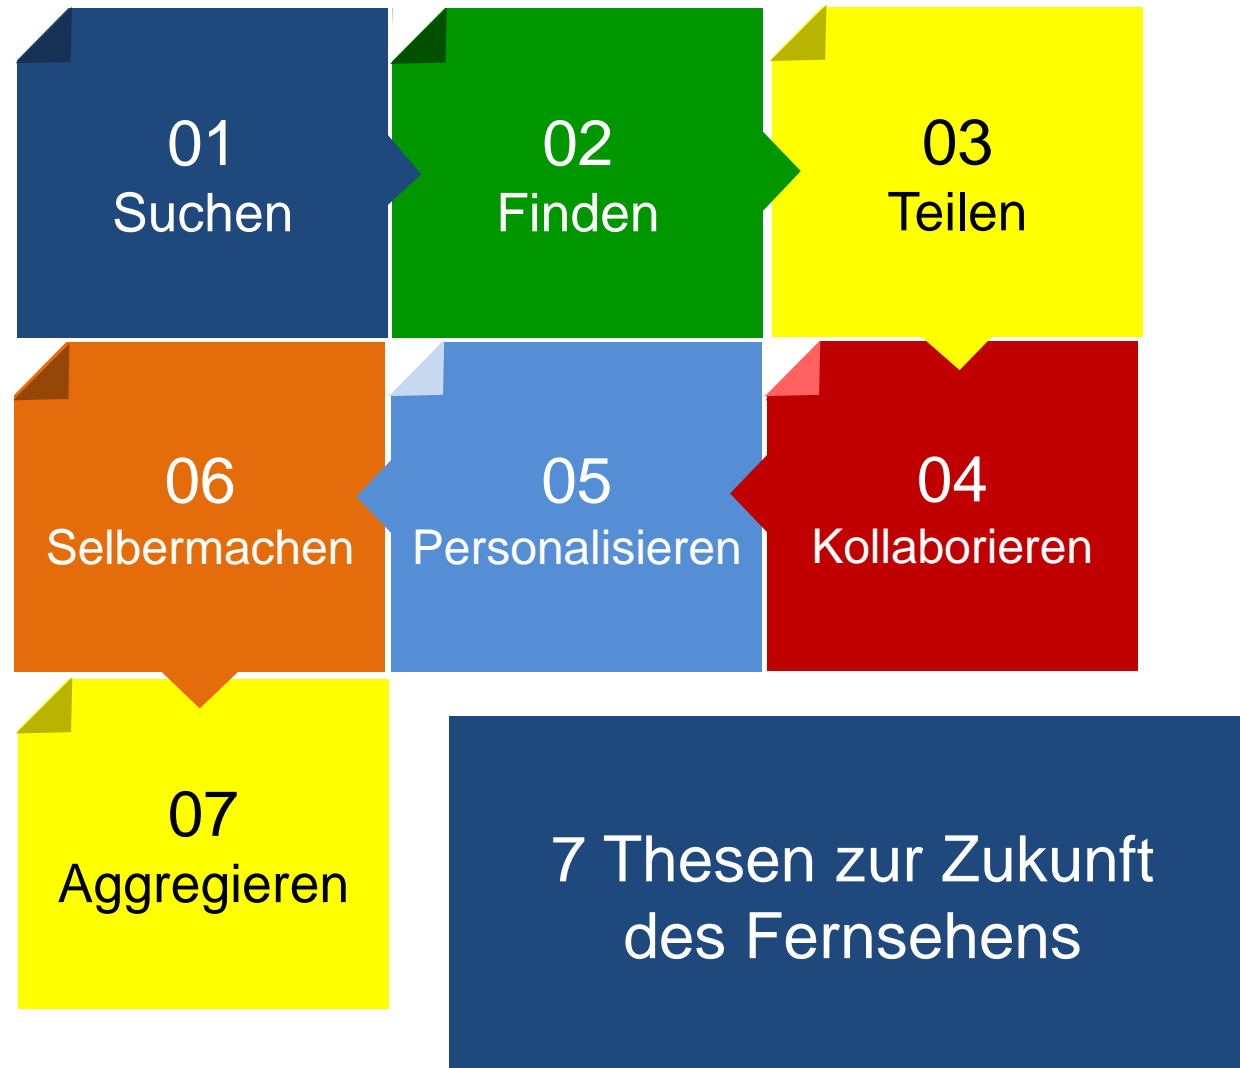 01
Suchen
02
Finden
03
Teilen
04
Kollaborieren
05
Personalisieren
06
Selbermachen
07
Aggregieren
7 Thesen zur Zukunft
des Fernsehens